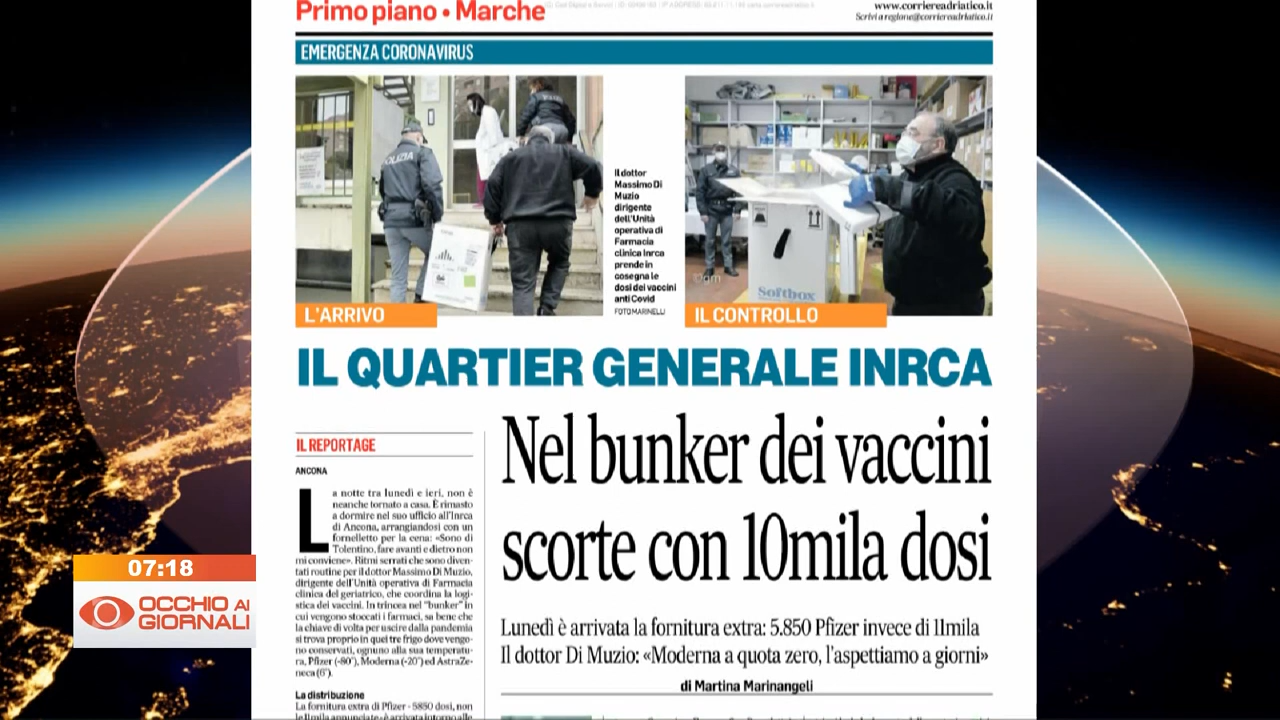 Primo piano • Marche
www.corriereadriatico.it
Scrivi a regione@corriereadriatico.it
EMERGENZA CORONAVIRUS
POLIZIA
Il dottor
Massimo Di
Muzio
dirigente
dell'Unità
operativa di
Farmacia
clinica Inrca
prende in
cosegna le
dosi dei vaccini
anti Covid
FOTO MARINELLI
©gm
Softbox
L'ARRIVO
IL CONTROLLO
IL QUARTIER GENERALE INRCA
Nel bunker dei vaccini
scorte con 10mila dosi
Lunedì è arrivata la fornitura extra: 5.850 Pfizer invece di 11mila
Il dottor Di Muzio: «Moderna a quota zero, l'aspettiamo a giorni»
di Martina Marinangeli
IL REPORTAGE
ANCONA
La notte tra lunedì e ieri, non è
neanche tornato a casa. È rimasto
a dormire nel suo ufficio all'Inrca
di Ancona, arrangiandosi con un
fornelletto per la cena: «Sono di
Tolentino, fare avanti e dietro non
mi conviene». Ritmi serrati che sono diven-
tati routine per il dottor Massimo Di Muzio,
dirigente dell'Unità operativa di Farmacia
clinica del geriatrico, che coordina la logi-
stica dei vaccini. In trincea nel "bunker" in
cui vengono stoccati i farmaci, sa bene che
la chiave di volta per uscire dalla pandemia
si trova proprio in quei tre frigo dove vengo-
no conservati, ognuno alla sua temperatu-
ra, Pfizer (-80°), Moderna (-20°) ed AstraZe-
neca (6°).
La distribuzione
La fornitura extra di Pfizer - 5850 dosi, non
le 11mila annunciate - è arrivata intorno alle
07:18
OCCHIO AI
GIORNALI